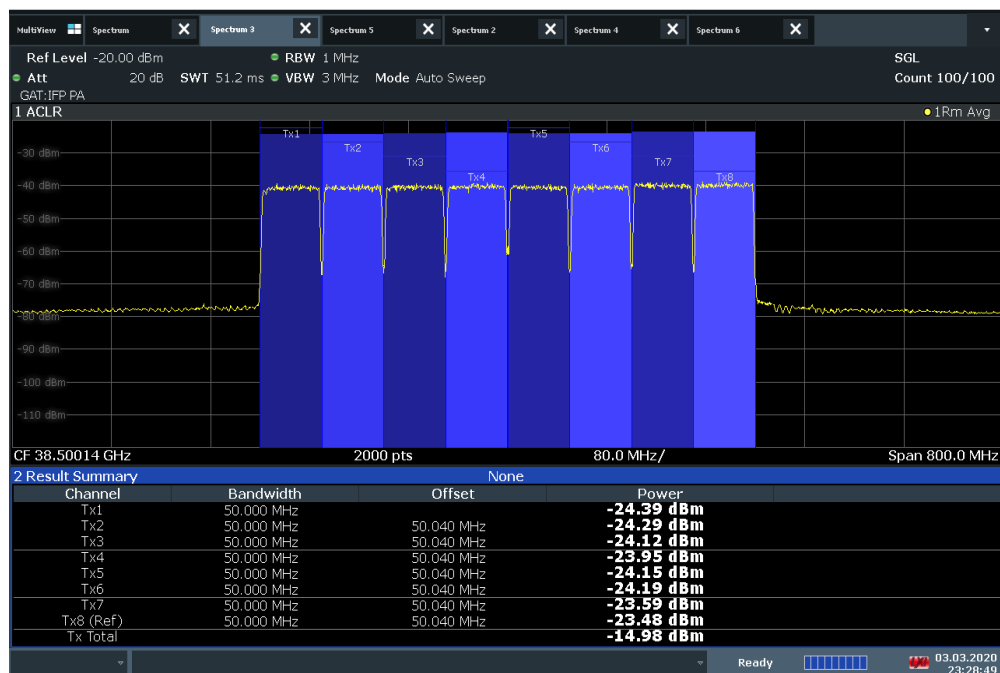 MultiView Spectrum X Spectrum 3 X Spectrum 5 X Spectrum 2 X Spectrum 4 X Spectrum 6 X
Ref Level -20.00 dBm RBW 1 MHz SGL
Att 20 dB SWT 51.2 ms VBW 3 MHz Mode Auto Sweep Count 100/100
GAT:IFP PA
1 ACLR 1Rm Avg
Tx1 Tx5
Tx2 Tx6
-30 dBm
Tx3 Tx7
Tx4 Tx8
-40 dBm
-50 dBm
-60 dBm
-70 dBm
-80 dBm
-90 dBm
-100 dBm
-110 dBm
CF 38.50014 GHz 2000 pts 80.0 MHz/ Span 800.0 MHz
2 Result Summary None
Channel Bandwidth Offset Power
Tx1 50.000 MHz -24.39 dBm
Tx2 50.000 MHz 50.040 MHz -24.29 dBm
Tx3 50.000 MHz 50.040 MHz -24.12 dBm
Tx4 50.000 MHz 50.040 MHz -23.95 dBm
Tx5 50.000 MHz 50.040 MHz -24.15 dBm
Tx6 50.000 MHz 50.040 MHz -24.19 dBm
Tx7 50.000 MHz 50.040 MHz -23.59 dBm
Tx8 (Ref) 50.000 MHz 50.040 MHz -23.48 dBm
Tx Total -14.98 dBm
Ready 03.03.2020
23:28:49